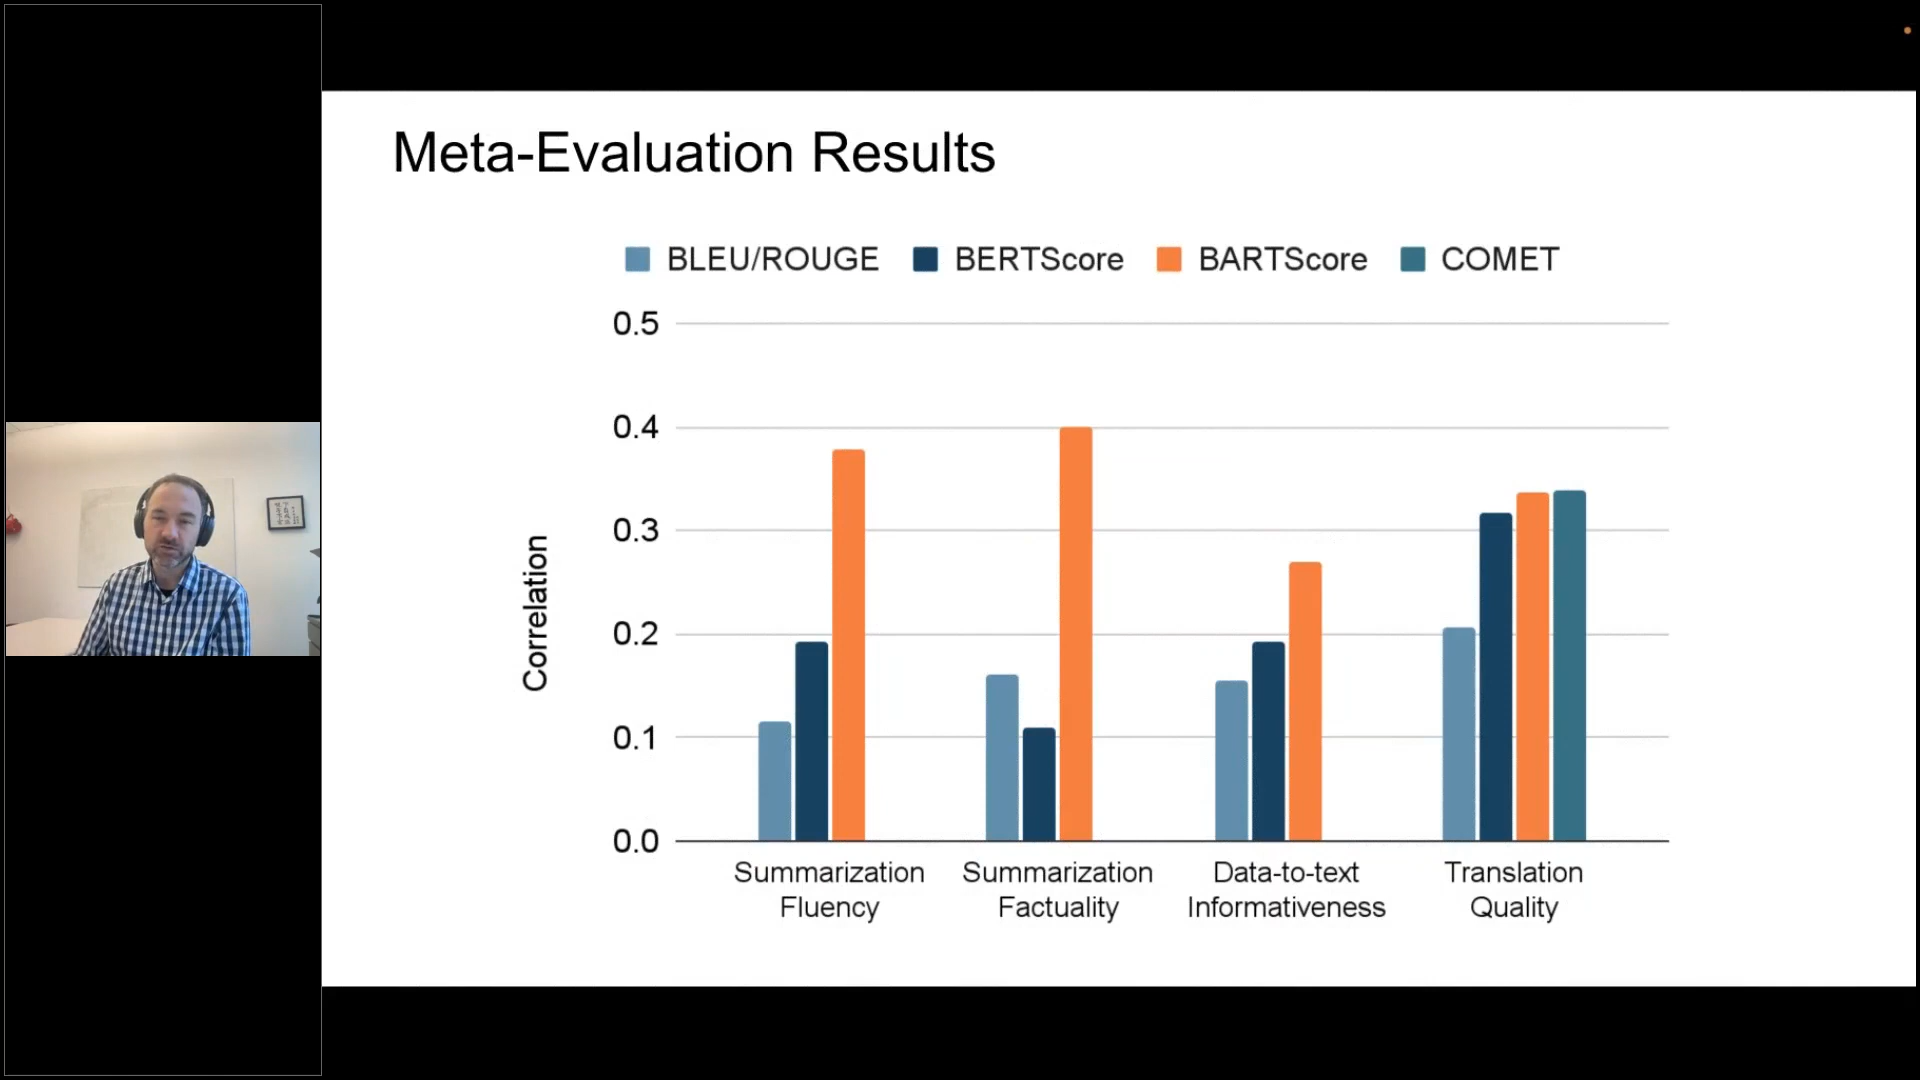 Meta-Evaluation Results
BLEU/ROUGE BERTScore BARTScore COMET
0.5
0.4
0.3
0.2
0.1
0.0
Correlation
Summarization Fluency
Summarization Factuality
Data-to-text Informativeness
Translation Quality